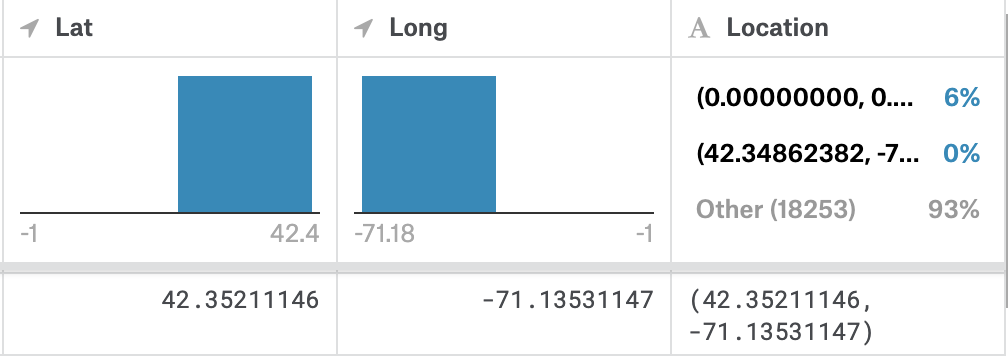 Lat
Long
A Location
(0.00000000, 0.... 6%
(42.34862382, -7... 0%
Other (18253) 93%
-1 42.4
-71.18 -1
42.35211146
-71.13531147
(42.35211146,
-71.13531147)